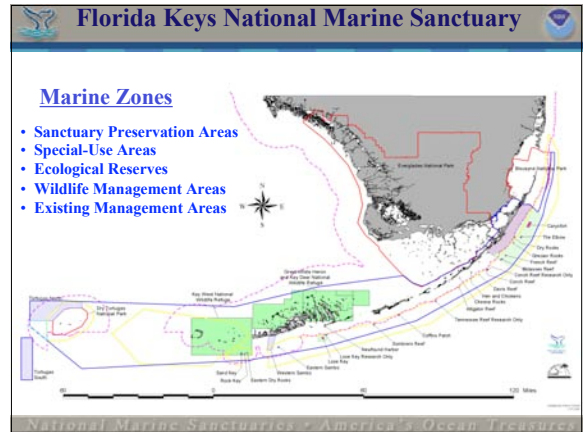 Florida Keys National Marine Sanctuary
Marine Zones
• Sanctuary Preservation Areas
• Special-Use Areas
• Ecological Reserves
• Wildlife Management Areas
• Existing Management Areas
N
W E
S
Everglades National Park
Biscayne National Park
Carysfort
The Elbow
Dry Rocks
Grecian Rocks
French Reef
Molasses Reef
Conch Reef Research Only
Conch Reef
Davis Reef
Hen and Chickens
Cheeca Rocks
Alligator Reef
Tennessee Reef Research Only
Coffins Patch
Sombrero Reef
Newfound Harbor
Looe Key Research Only
Looe Key
Great White Heron
and Key Deer National
Wildlife Refuge
Key West National
Wildlife Refuge
Tortugas North
Dry Tortugas
National Park
Tortugas
South
Western Sambo
Eastern Sambo
Eastern Dry Rocks
Sand Key
Rock Key
60 0 60 120 Miles
National Marine Sanctuaries • America's Ocean Treasures